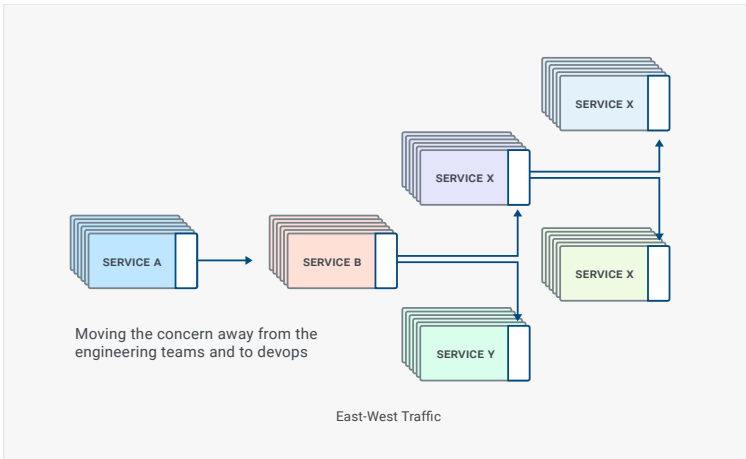 SERVICE X
SERVICE X
SERVICE A
SERVICE B
SERVICE X
Moving the concern away from the
engineering teams and to devops
SERVICE Y
East-West Traffic